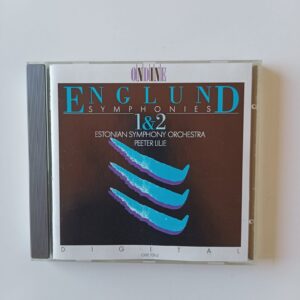 ONDINE
ENGLUND
SYMPHONIES
1&2
ESTONIAN SYMPHONY ORCHESTRA
PEETER LILJE
DIGITAL